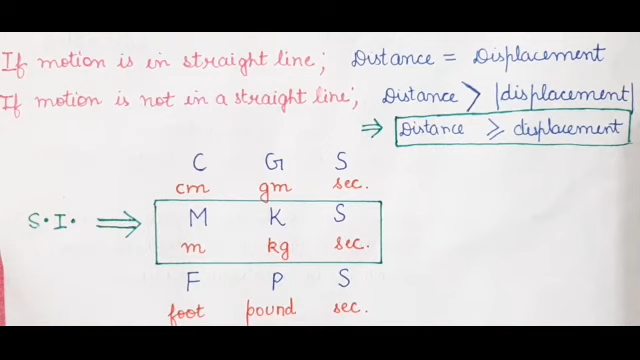 If motion is in straight line; Distance = Displacement
If motion is not in a straight line; Distance > |displacement|
⇒ Distance ⩾ displacement
C G S
cm gm sec.
S.I. ⇒ M K S
m kg sec.
F P S
foot pound sec.